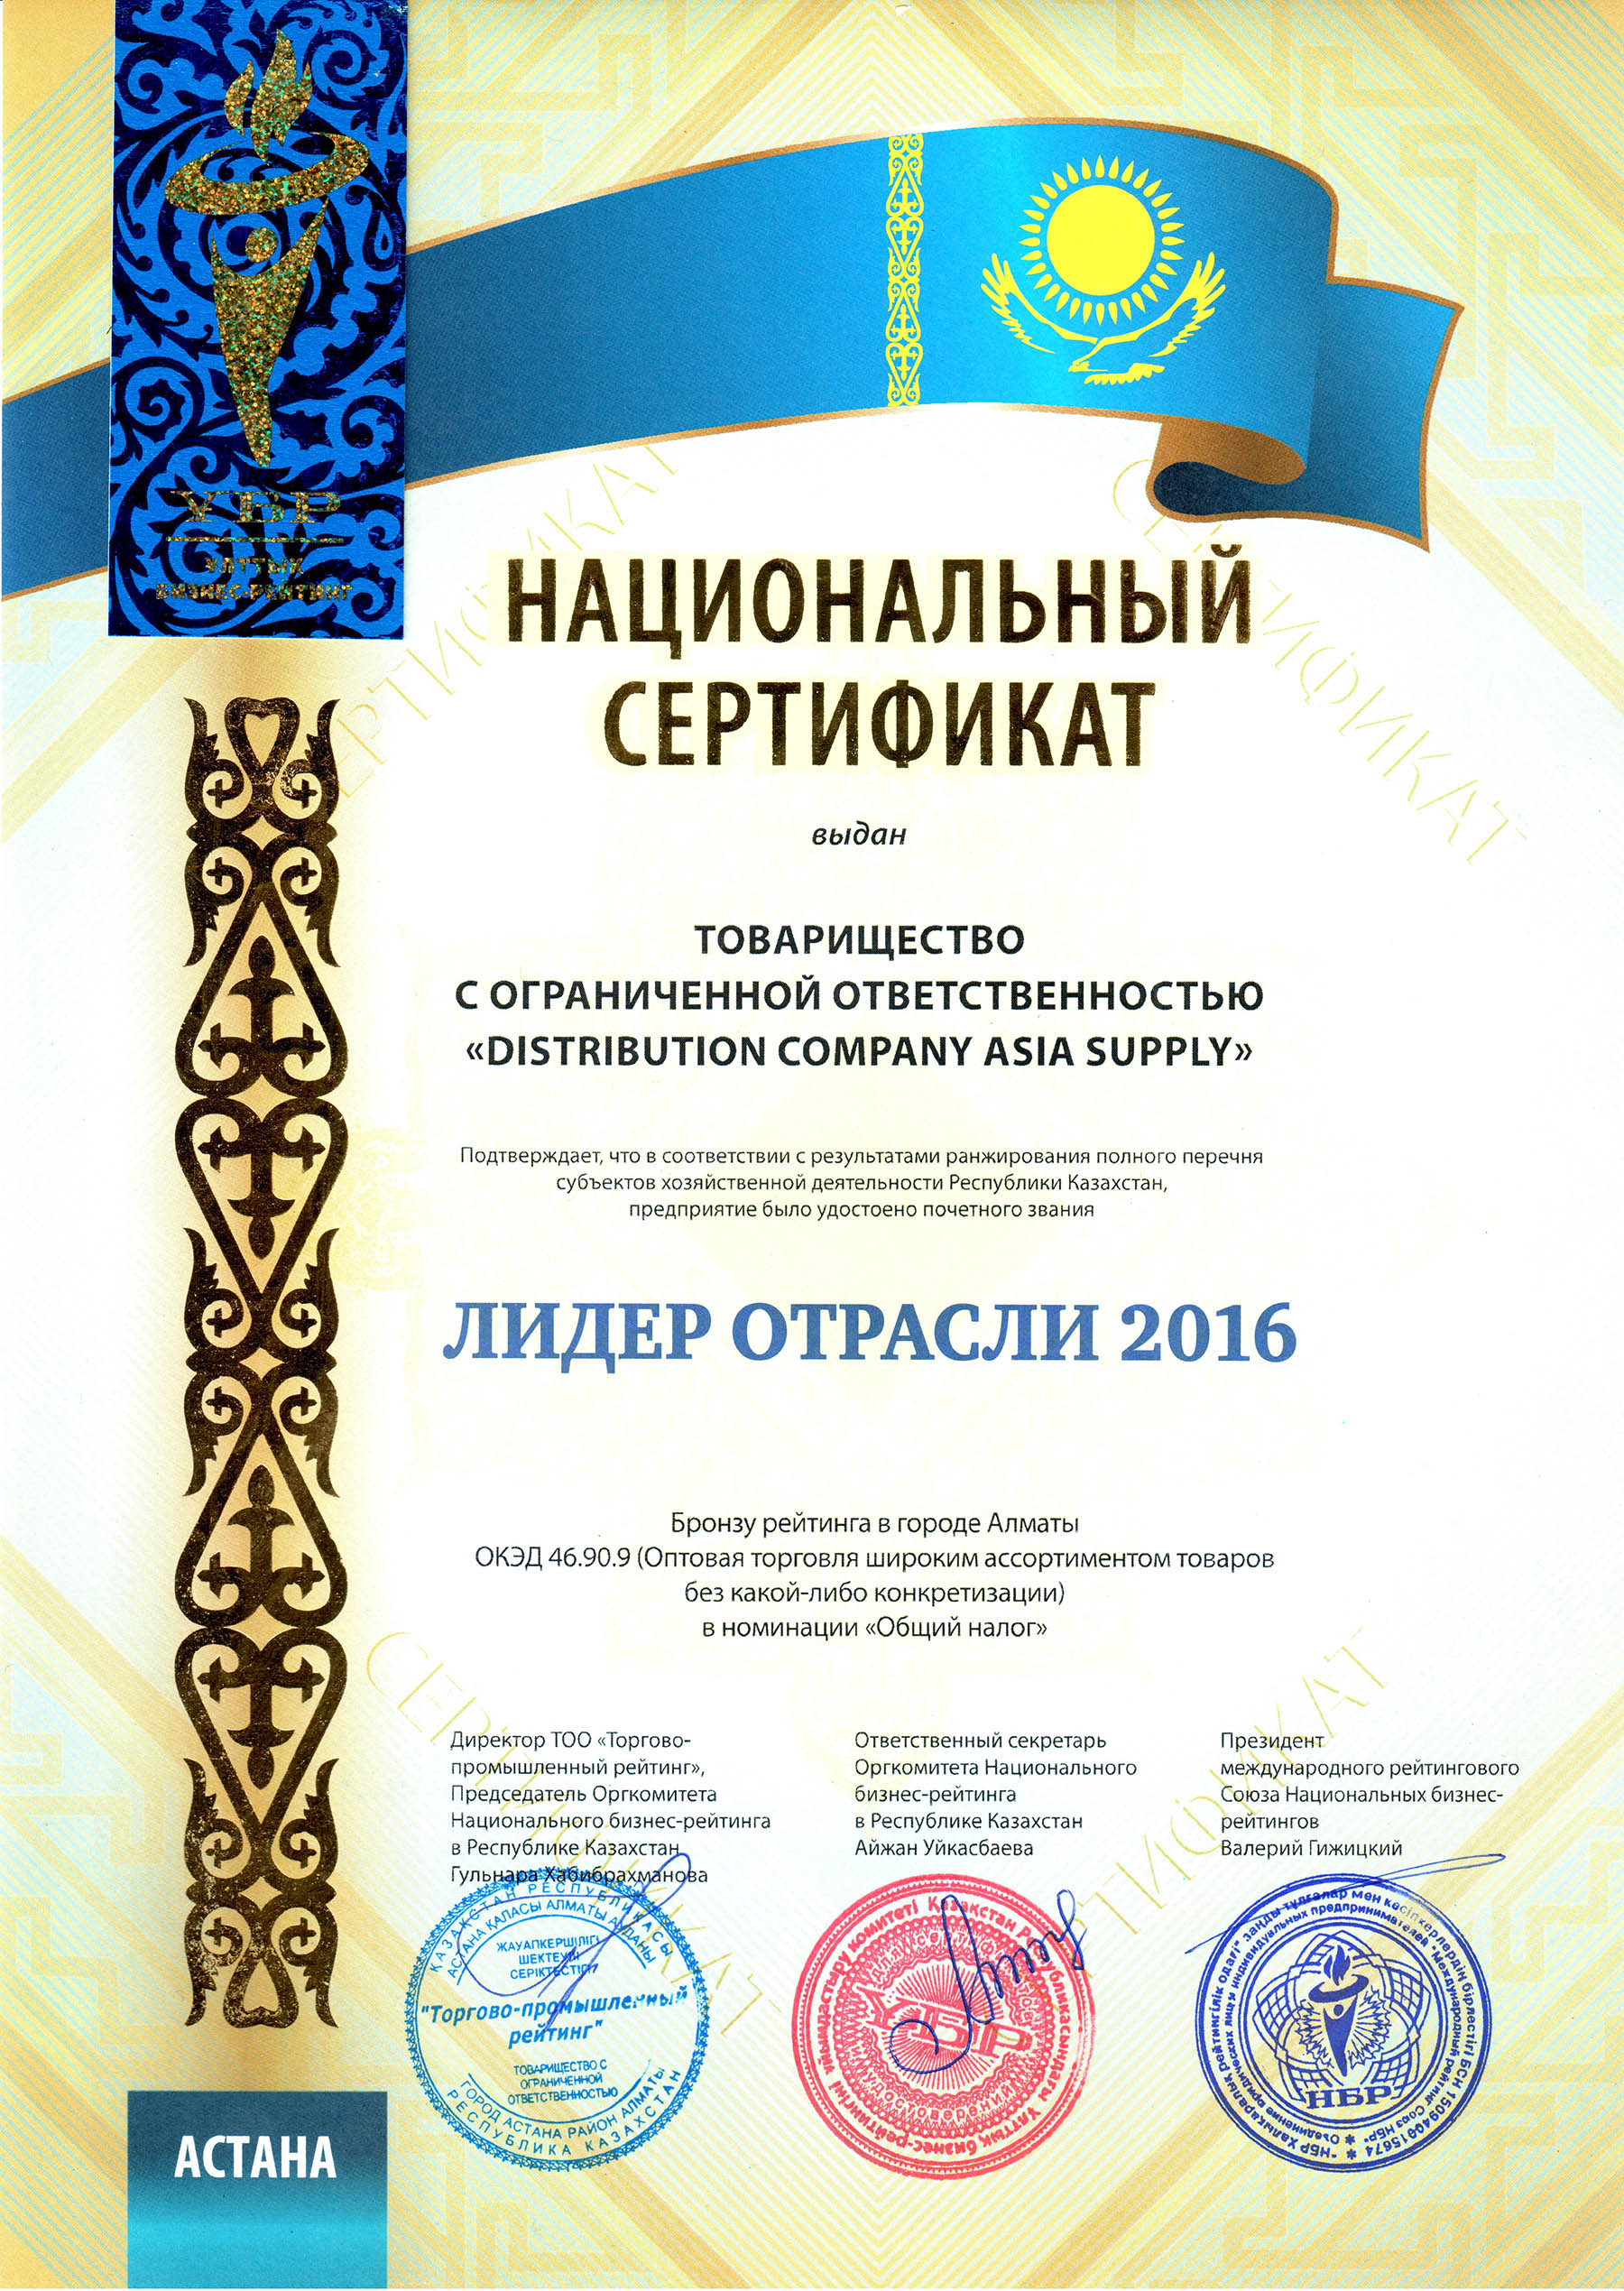 ҰБР
ҰЛТТЫҚ
БИЗНЕС-РЕЙТИНГ
НАЦИОНАЛЬНЫЙ
СЕРТИФИКАТ
выдан
ТОВАРИЩЕСТВО
С ОГРАНИЧЕННОЙ ОТВЕТСТВЕННОСТЬЮ
«DISTRIBUTION COMPANY ASIA SUPPLY»
Подтверждает, что в соответствии с результатами ранжирования полного перечня
субъектов хозяйственной деятельности Республики Казахстан,
предприятие было удостоено почетного звания
ЛИДЕР ОТРАСЛИ 2016
Бронзу рейтинга в городе Алматы
ОКЭД 46.90.9 (Оптовая торговля широким ассортиментом товаров
без какой-либо конкретизации)
в номинации «Общий налог»
Директор ТОО «Торгово-
промышленный рейтинг»,
Председатель Оргкомитета
Национального бизнес-рейтинга
в Республике Казахстан
Гульнара Хабибрахманова
Ответственный секретарь
Оргкомитета Национального
бизнес-рейтинга
в Республике Казахстан
Айжан Уйкасбаева
Президент
международного рейтингового
Союза Национальных бизнес-
рейтингов
Валерий Гижицкий
ҚАЗАҚСТАН РЕСПУБЛИКАСЫ
АСТАНА ҚАЛАСЫ АЛМАТЫ АУДАНЫ
ЖАУАПКЕРШІЛІГІ
ШЕКТЕУЛІ
СЕРІКТЕСТІГІ
"Торгово-промышленный
рейтинг"
ТОВАРИЩЕСТВО С
ОГРАНИЧЕННОЙ
ОТВЕТСТВЕННОСТЬЮ
ГОРОД АСТАНА РАЙОН АЛМАТЫ
РЕСПУБЛИКА КАЗАХСТАН
Қазақстан Республикасындағы Ұлттық бизнес-рейтингінің ұйымдастыру комитеті
ҰБР
"НБР Халықаралық рейтингілік одағы" заңды тұлғалар мен кәсіпкерлердің бірлестігі БСН 150940015674
Объединение юридических лиц и индивидуальных предпринимателей "Международный рейтинг Союз НБР"
НБР
АСТАНА
СЕРТИФИКАТ
СЕРТИФИКАТ
СЕРТИФИКАТ
СЕРТИФИКАТ